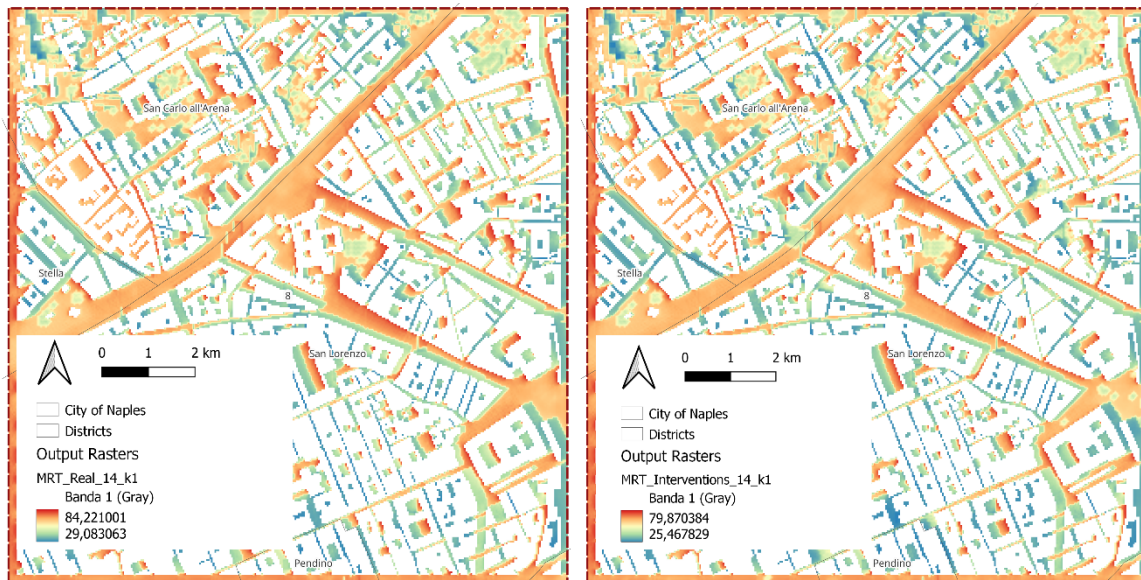 San Carlo all'Arena
Stella
8
San Lorenzo
Pendino
0 1 2 km
City of Naples
Districts
Output Rasters
MRT_Real_14_k1
Banda 1 (Gray)
84,221001
29,083063
San Carlo all'Arena
Stella
8
San Lorenzo
Pendino
0 1 2 km
City of Naples
Districts
Output Rasters
MRT_Interventions_14_k1
Banda 1 (Gray)
79,870384
25,467829